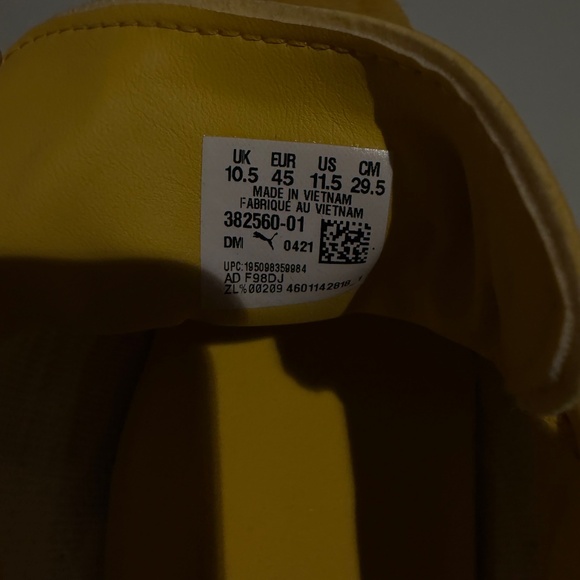 UK EUR US CM
10.5 45 11.5 29.5
MADE IN VIETNAM
FABRIQUÉ AU VIETNAM
382560-01
DM 0421
UPC:195098359984
AD F98DJ
ZL%00209 4601142818